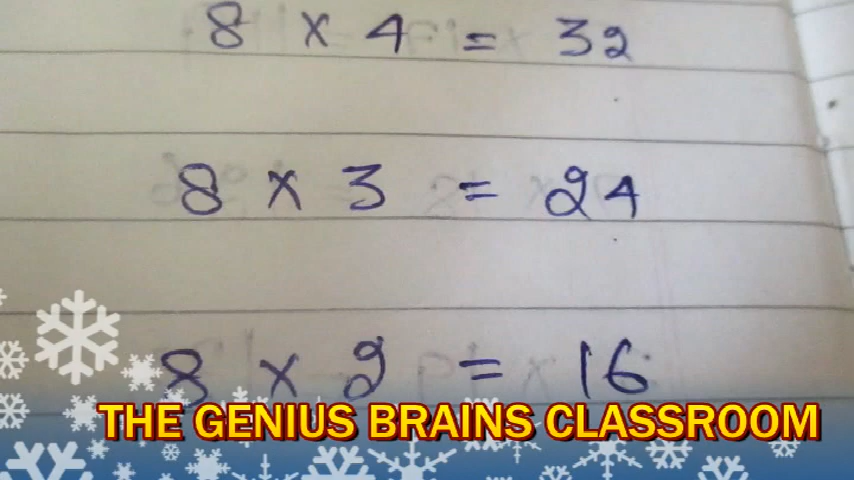 8 × 4 = 32
8 × 3 = 24
8 × 2 = 16
THE GENIUS BRAINS CLASSROOM